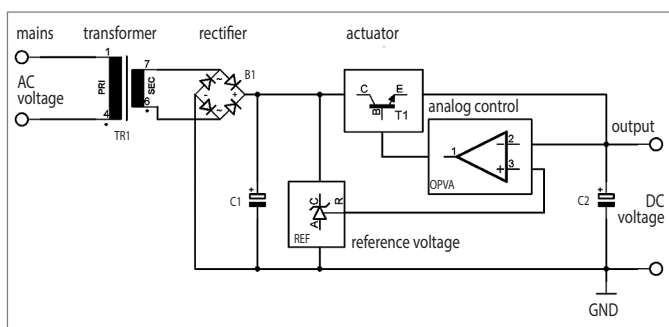 mains transformer rectifier actuator
1 7 B1
AC voltage
PRI SEC
4 6
TR1
~ ~ - +
C E
B T1
analog control
1 2 3
- +
OPVA
output
C1 +
A C R
REF
reference voltage
C2 +
DC voltage
GND